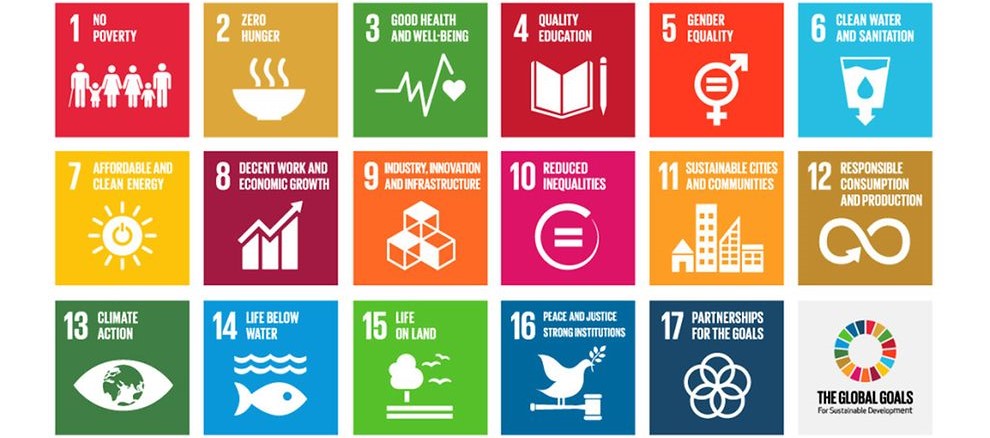 1 NO
POVERTY
2 ZERO
HUNGER
3 GOOD HEALTH
AND WELL-BEING
4 QUALITY
EDUCATION
5 GENDER
EQUALITY
6 CLEAN WATER
AND SANITATION
7 AFFORDABLE AND
CLEAN ENERGY
8 DECENT WORK AND
ECONOMIC GROWTH
9 INDUSTRY, INNOVATION
AND INFRASTRUCTURE
10 REDUCED
INEQUALITIES
11 SUSTAINABLE CITIES
AND COMMUNITIES
12 RESPONSIBLE
CONSUMPTION
AND PRODUCTION
13 CLIMATE
ACTION
14 LIFE BELOW
WATER
15 LIFE
ON LAND
16 PEACE AND JUSTICE
STRONG INSTITUTIONS
17 PARTNERSHIPS
FOR THE GOALS
THE GLOBAL GOALS
For Sustainable Development